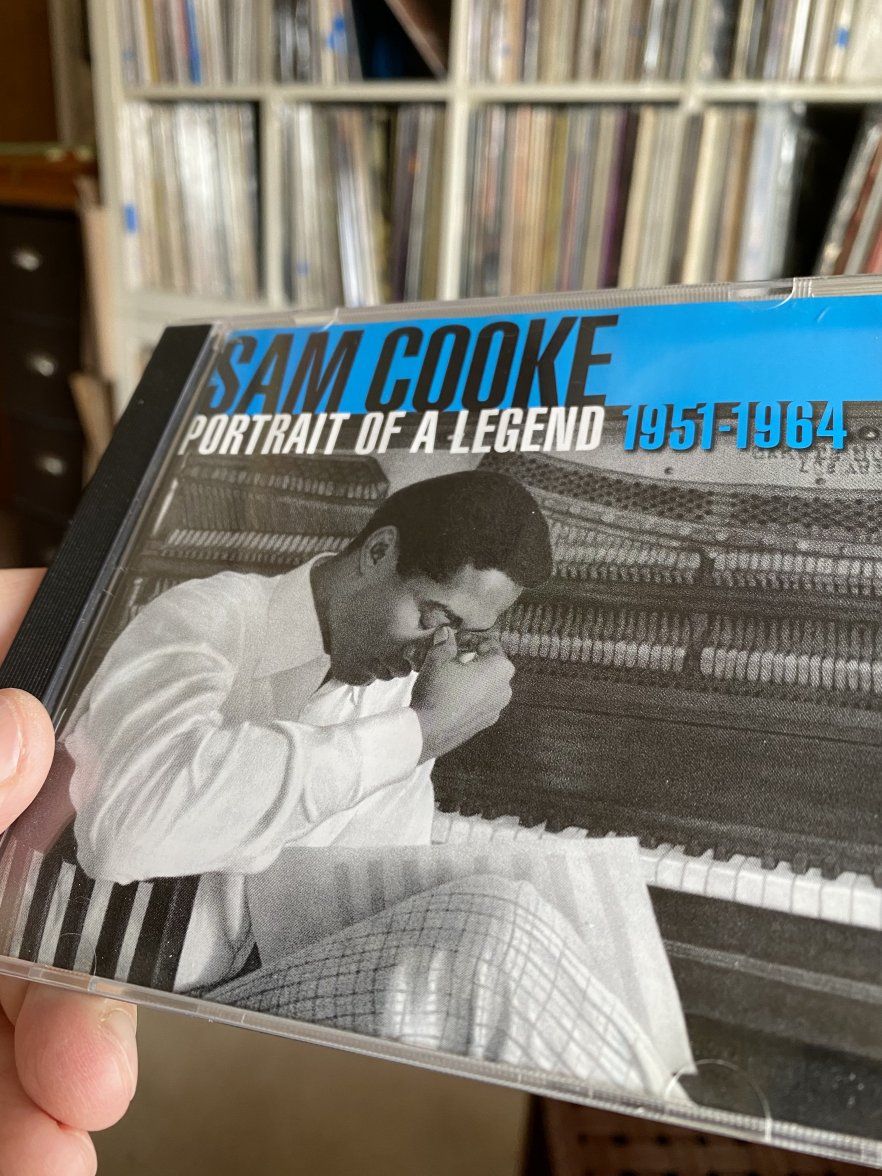 SAM COOKE
PORTRAIT OF A LEGEND 1951-1964